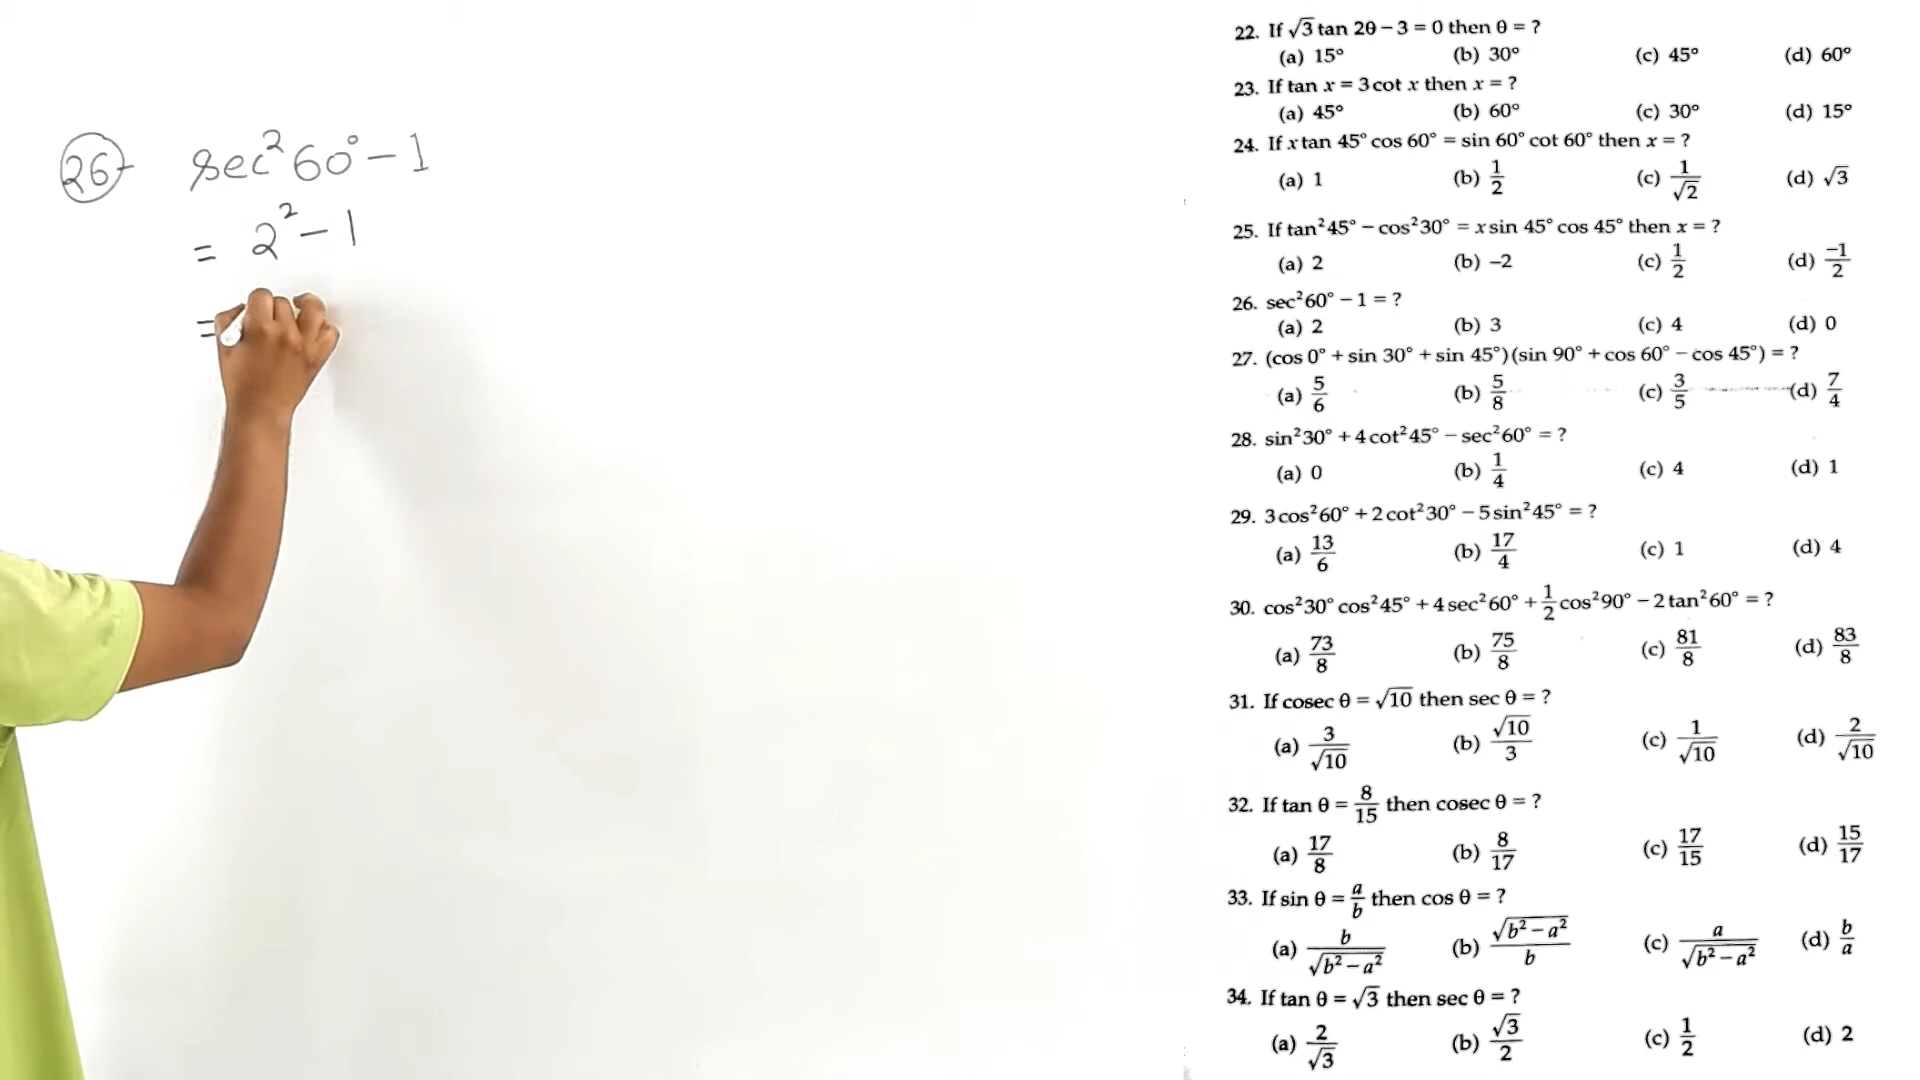 26 sec²60° - 1
= 2² - 1
=
22. If √3 tan 2θ – 3 = 0 then θ = ?
(a) 15° (b) 30° (c) 45° (d) 60°
23. If tan x = 3 cot x then x = ?
(a) 45° (b) 60° (c) 30° (d) 15°
24. If x tan 45° cos 60° = sin 60° cot 60° then x = ?
(a) 1 (b) 1/2 (c) 1/√2 (d) √3
25. If tan²45° – cos²30° = x sin 45° cos 45° then x = ?
(a) 2 (b) –2 (c) 1/2 (d) –1/2
26. sec²60° – 1 = ?
(a) 2 (b) 3 (c) 4 (d) 0
27. (cos 0° + sin 30° + sin 45°)(sin 90° + cos 60° – cos 45°) = ?
(a) 5/6 (b) 5/8 (c) 3/5 (d) 7/4
28. sin²30° + 4 cot²45° – sec²60° = ?
(a) 0 (b) 1/4 (c) 4 (d) 1
29. 3 cos²60° + 2 cot²30° – 5 sin²45° = ?
(a) 13/6 (b) 17/4 (c) 1 (d) 4
30. cos²30° cos²45° + 4 sec²60° + 1/2 cos²90° – 2 tan²60° = ?
(a) 73/8 (b) 75/8 (c) 81/8 (d) 83/8
31. If cosec θ = √10 then sec θ = ?
(a) 3/√10 (b) √10/3 (c) 1/√10 (d) 2/√10
32. If tan θ = 8/15 then cosec θ = ?
(a) 17/8 (b) 8/17 (c) 17/15 (d) 15/17
33. If sin θ = a/b then cos θ = ?
(a) b/√(b² – a²) (b) √(b² – a²)/b (c) a/√(b² – a²) (d) b/a
34. If tan θ = √3 then sec θ = ?
(a) 2/√3 (b) √3/2 (c) 1/2 (d) 2